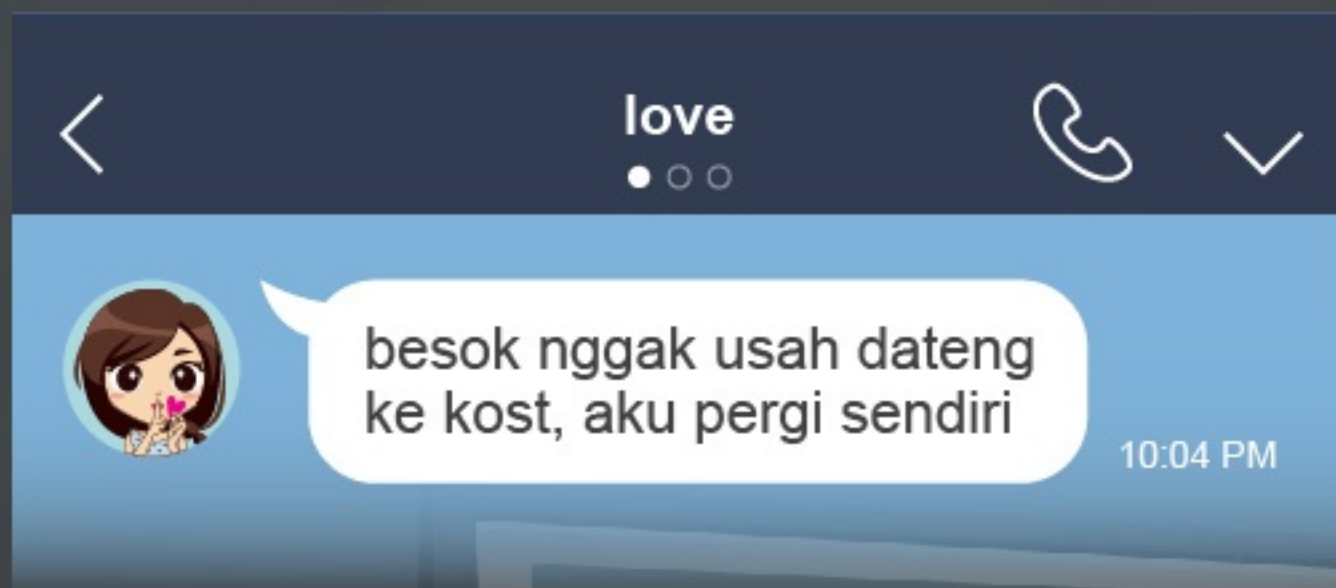 love
besok nggak usah dateng
ke kost, aku pergi sendiri
10:04 PM